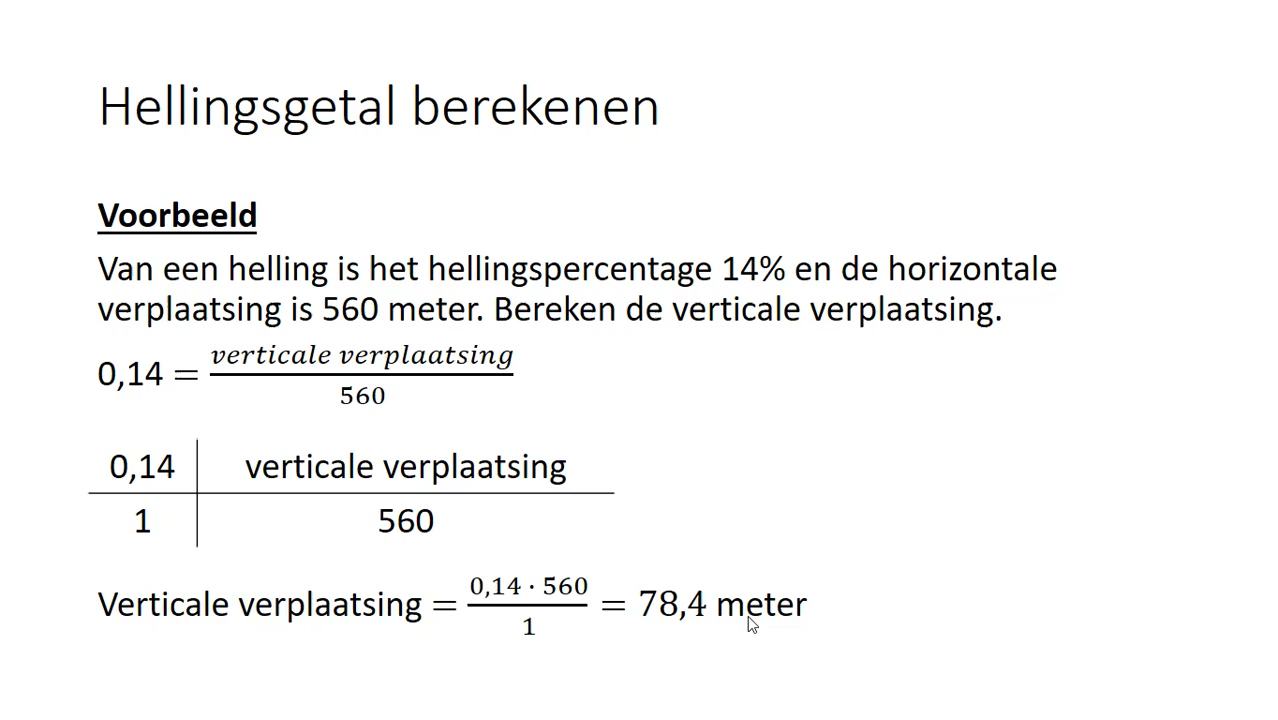 Hellingsgetal berekenen
Voorbeeld
Van een helling is het hellingspercentage 14% en de horizontale
verplaatsing is 560 meter. Bereken de verticale verplaatsing.
0,14 = verticale verplaatsing / 560
0,14 | verticale verplaatsing
1 | 560
Verticale verplaatsing = 0,14 · 560 / 1 = 78,4 meter